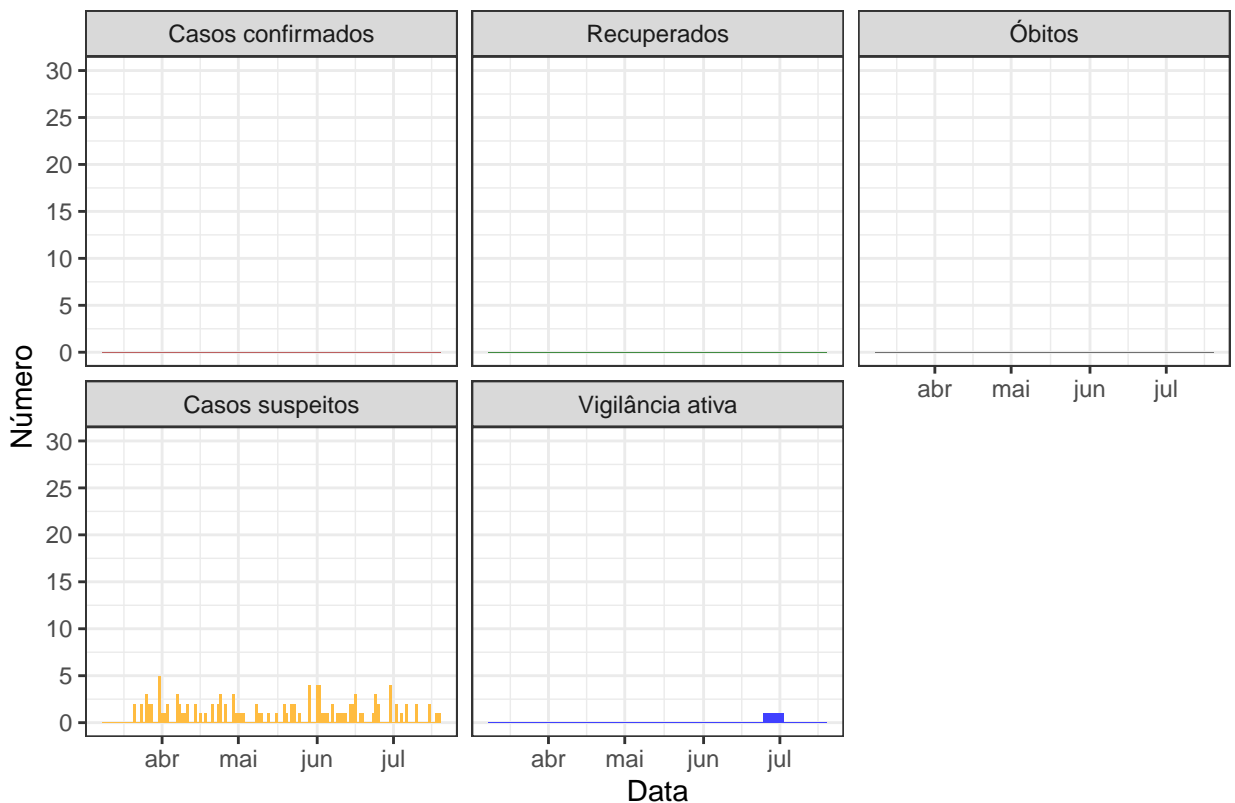 Casos confirmados
Recuperados
Óbitos
30
25
20
15
10
5
0
abr mai jun jul
Casos suspeitos
Vigilância ativa
30
25
20
15
10
5
0
abr mai jun jul
abr mai jun jul
Data
Número